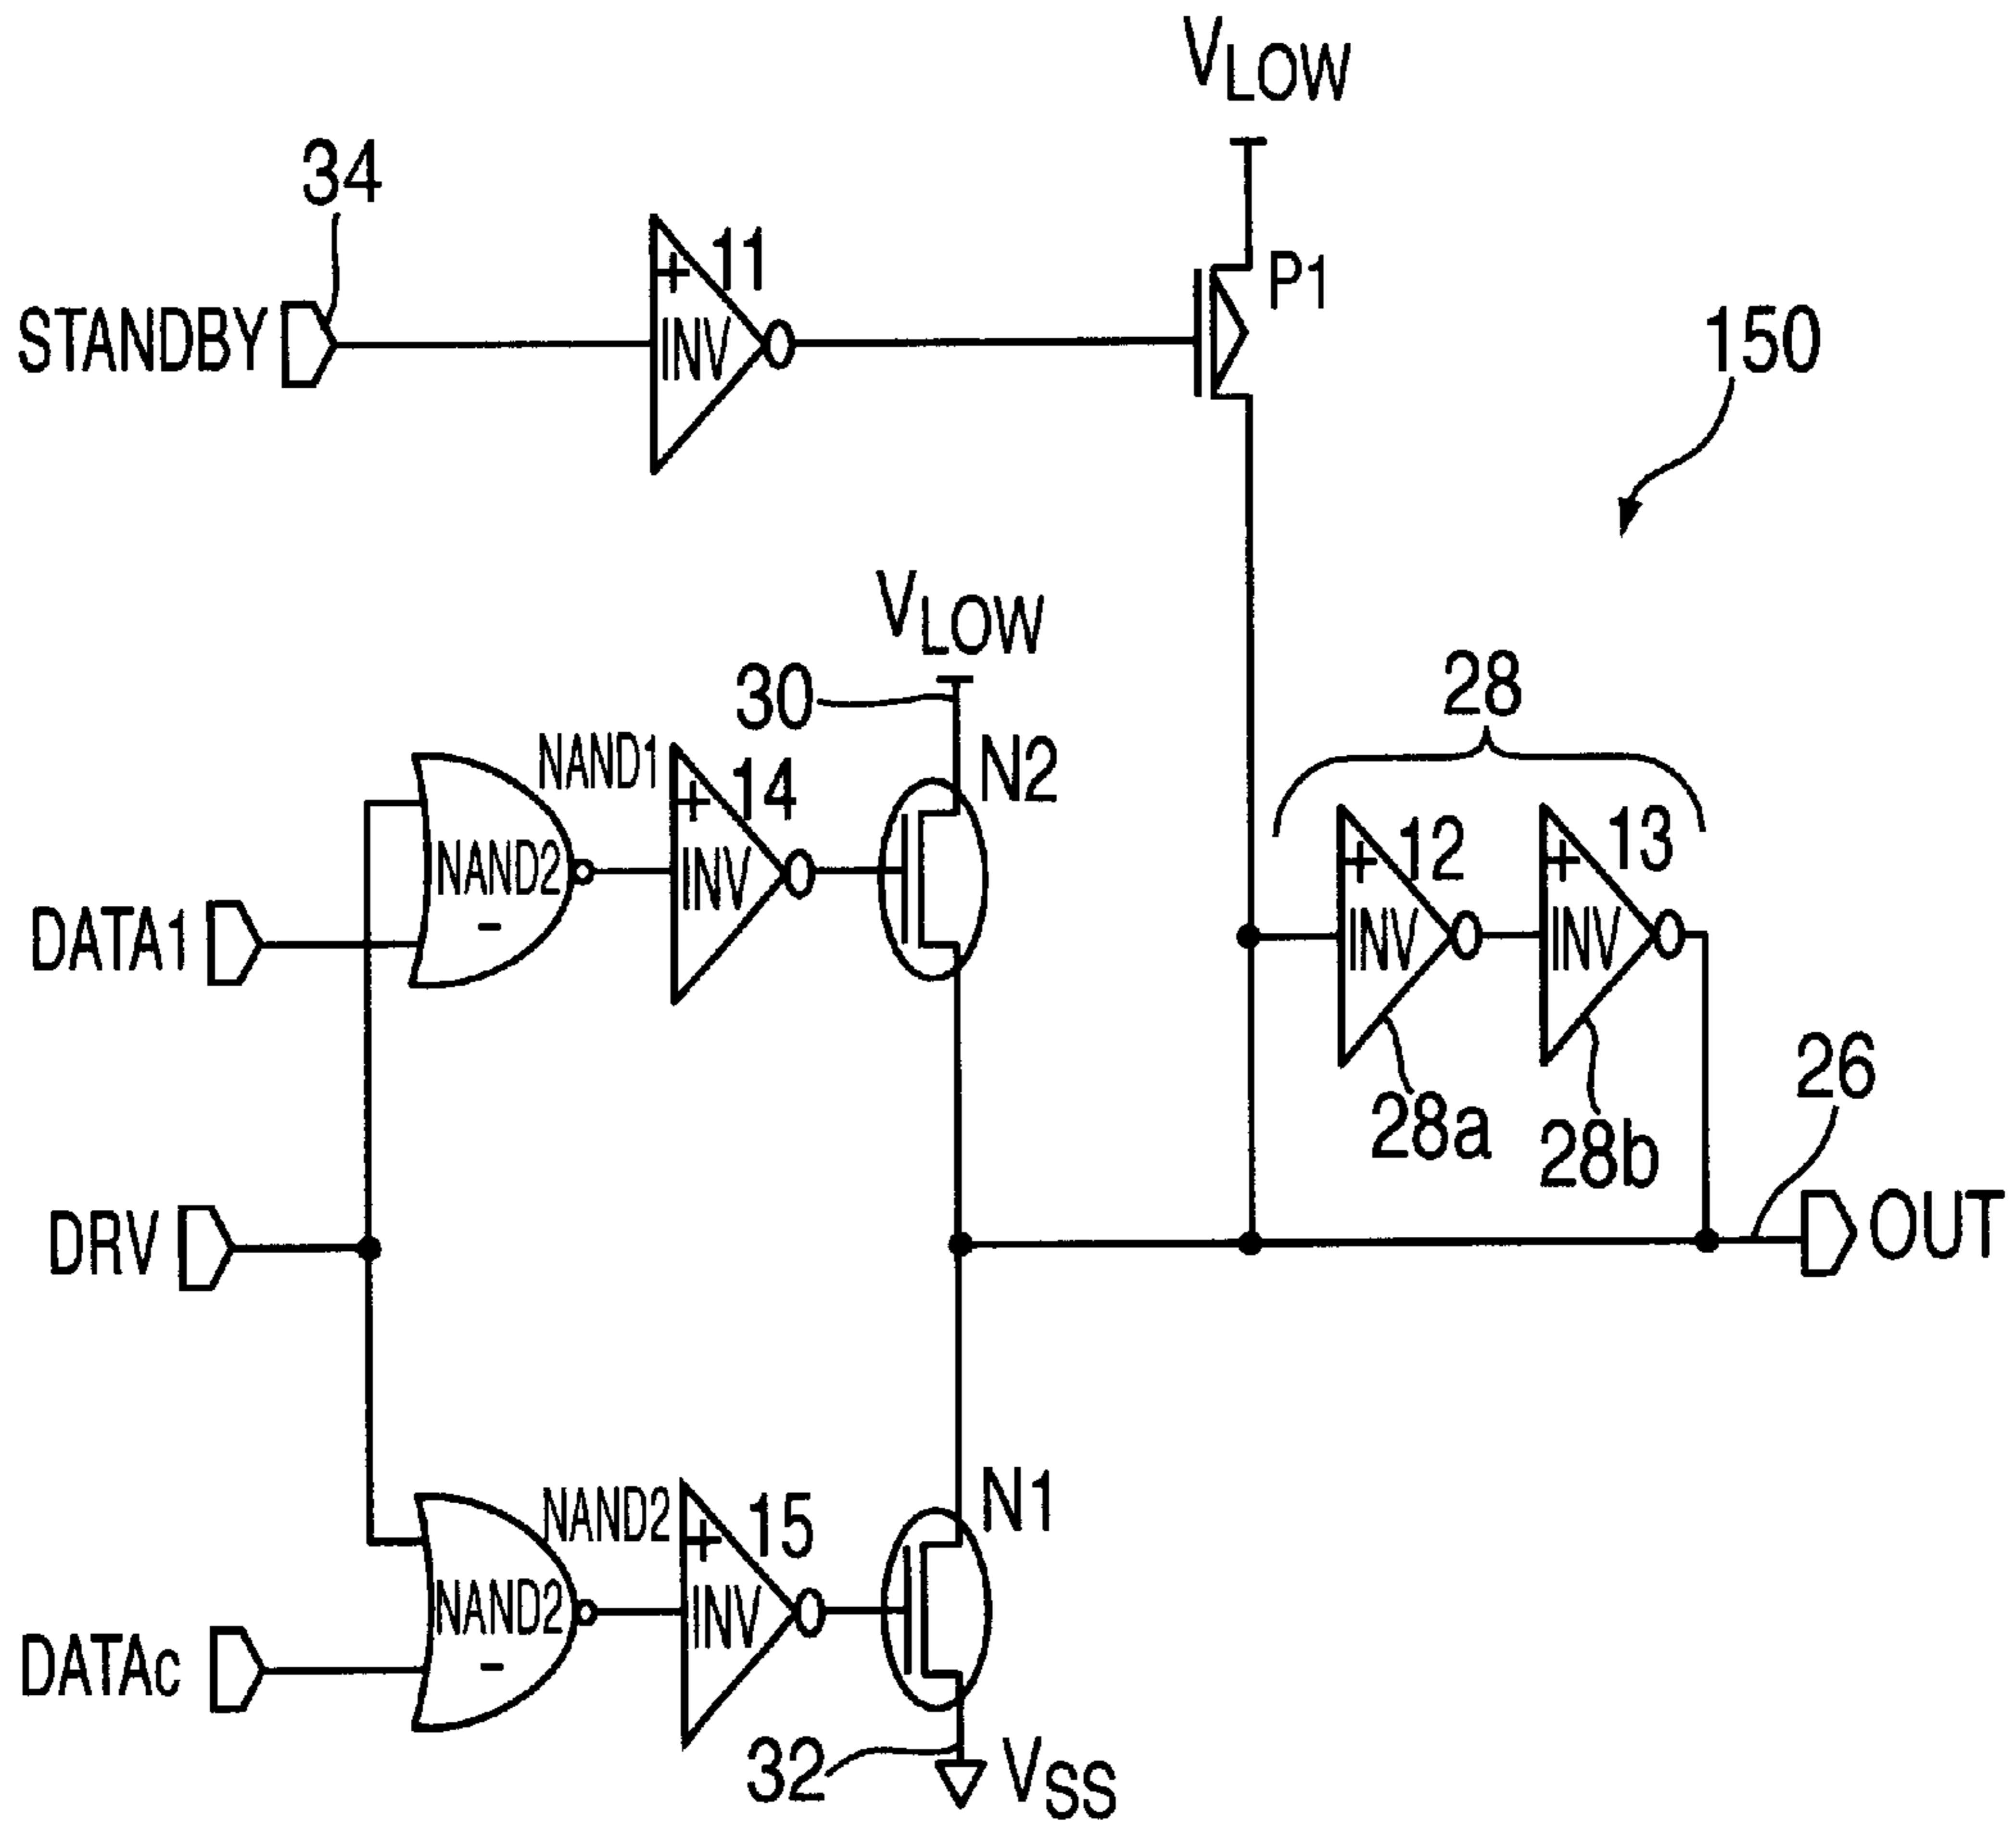 VLOW
34
STANDBY
+ 11
INV
P1
150
VLOW
30
N2
NAND1
NAND2
-
+ 14
INV
DATA1
28
+ 12
INV
+ 13
INV
28a
28b
26
DRV
OUT
N1
NAND2
NAND2
-
+ 15
INV
DATAc
32
VSS